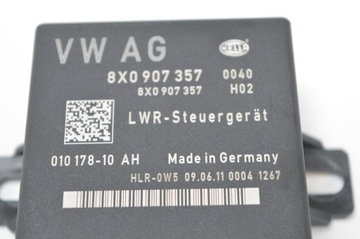 VW AG
HELLA
8X0 907 357 0040
8X0 907 357 H02
LWR-Steuergerät
010 178-10 AH Made in Germany
HLR-0W5 09.06.11 0004 1267